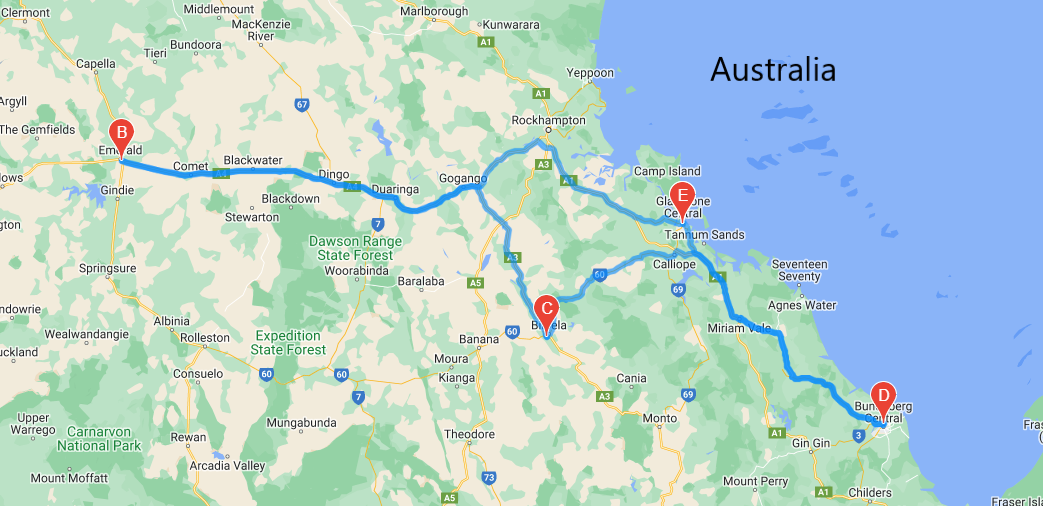 Clermont
Middlemount
MacKenzie
River
Marlborough
Kunwarara
A1
Bundoora
Tieri
Capella
Australia
Yeppoon
Argyll
67
A1
Rockhampton
The Gemfields
B
Emerald
Comet
Blackwater
Dingo
Duaringa
Gogango
A3
A1
Camp Island
E
Gladstone
Central
Tannum Sands
Gindie
Blackdown
Stewarton
7
Dawson Range
State Forest
Woorabinda
A3
60
Calliope
69
Seventeen
Seventy
Agnes Water
Springsure
Baralaba
A5
C
Biloela
Miriam Vale
Albinia
Rolleston
Wealwandangie
Expedition
State Forest
60
Banana
Moura
Kianga
Consuelo
60
60
7
Cania
A3
69
D
Bundaberg
Central
Upper
Warrego
Carnarvon
National Park
Mungabunda
Rewan
Theodore
Monto
A1
3
Gin Gin
Arcadia Valley
Mount Moffatt
73
A5
Mount Perry
A1
Childers